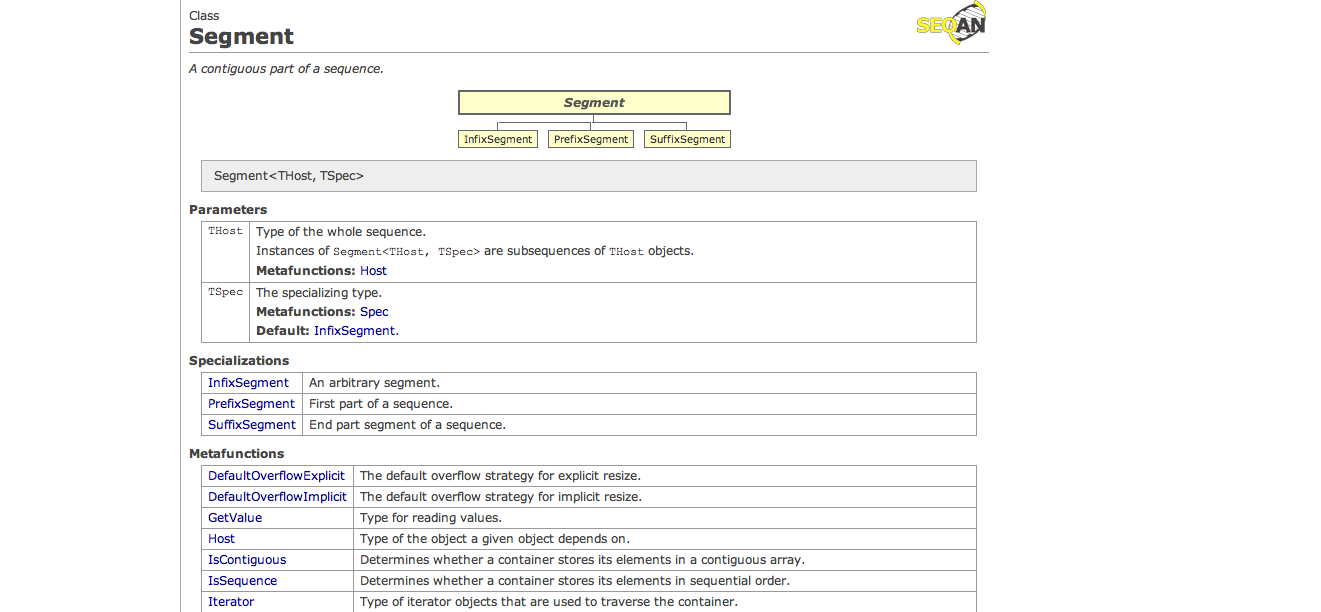 Class
SEQAN
Segment
A contiguous part of a sequence.
Segment
InfixSegment PrefixSegment SuffixSegment
Segment<THost, TSpec>
Parameters
THost Type of the whole sequence.
Instances of Segment<THost, TSpec> are subsequences of THost objects.
Metafunctions: Host
TSpec The specializing type.
Metafunctions: Spec
Default: InfixSegment.
Specializations
InfixSegment An arbitrary segment.
PrefixSegment First part of a sequence.
SuffixSegment End part segment of a sequence.
Metafunctions
DefaultOverflowExplicit The default overflow strategy for explicit resize.
DefaultOverflowImplicit The default overflow strategy for implicit resize.
GetValue Type for reading values.
Host Type of the object a given object depends on.
IsContiguous Determines whether a container stores its elements in a contiguous array.
IsSequence Determines whether a container stores its elements in sequential order.
Iterator Type of iterator objects that are used to traverse the container.